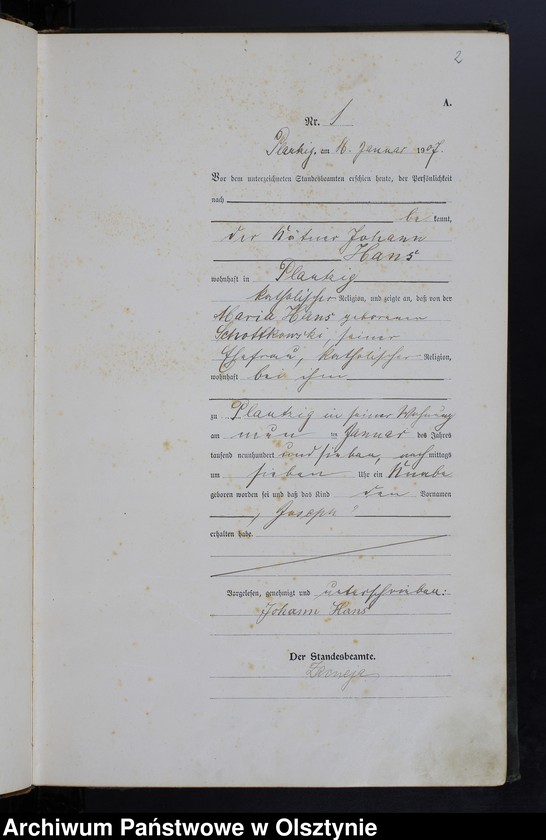 2
A.
Nr. 1
Plautzig, am Januar 1907.
Vor dem unterzeichneten Standesbeamten erschien heute, der Persönlichkeit
nach
be kannt,
der Kätner Johann
Hans
wohnhaft in Plautzig
katholischer Religion, und zeigte an, daß von der
Maria Hans geborenen
Schottkowski, seiner
Ehefrau, katholischer Religion,
wohnhaft bei ihm
zu Plautzig in seiner Wohnung
am Januar des Jahres
tausend neunhundert und sieben, nach mittags
um sieben Uhr ein Knabe
geboren worden sei und daß das Kind den Vornamen
„Joseph"
erhalten habe.
Vorgelesen, genehmigt und unterschrieben:
Johann Hans
Der Standesbeamte.
Archiwum Państwowe w Olsztynie